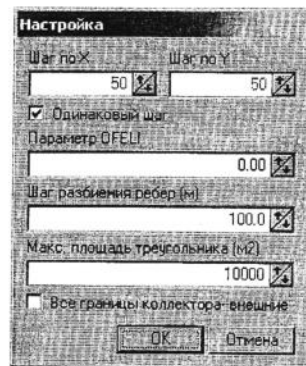 Настройка
Шаг по X Шаг по Y
50 50
Одинаковый шаг
Параметр OFELI
0.00
Шаг разбиения ребер (м)
100.0
Макс. площадь треугольника (м2)
10000
Все границы коллектора- внешние
OK Отмена